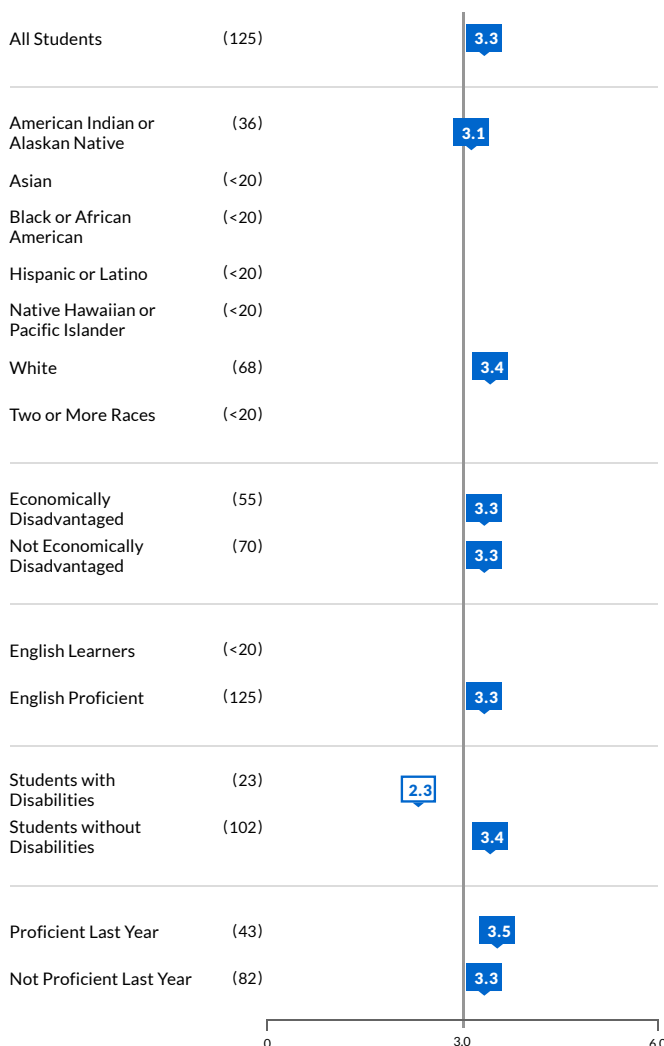 All Students (125) 3.3
American Indian or (36) 3.1
Alaskan Native
Asian (<20)
Black or African (<20)
American
Hispanic or Latino (<20)
Native Hawaiian or (<20)
Pacific Islander
White (68) 3.4
Two or More Races (<20)
Economically (55) 3.3
Disadvantaged
Not Economically (70) 3.3
Disadvantaged
English Learners (<20)
English Proficient (125) 3.3
Students with (23) 2.3
Disabilities
Students without (102) 3.4
Disabilities
Proficient Last Year (43) 3.5
Not Proficient Last Year (82) 3.3
0 3.0 6.0